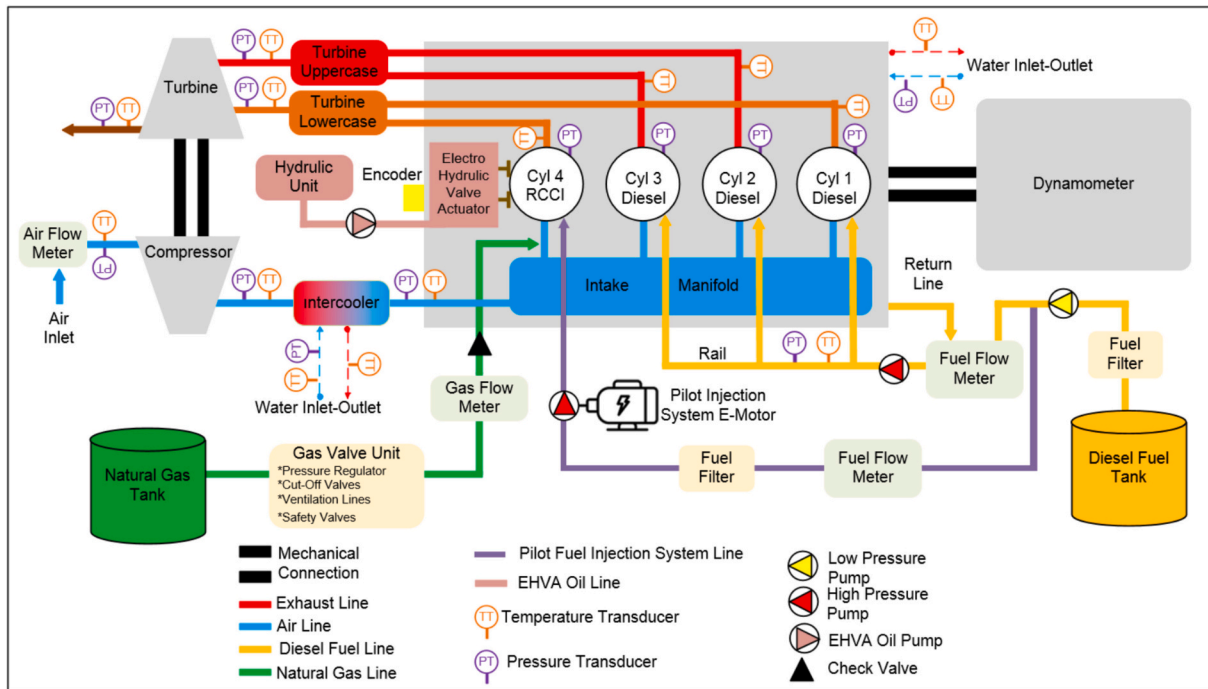 PT
TT
Turbine
Uppercase
TT
Water Inlet-Outlet
PT
TT
Turbine
PT
TT
Turbine
Lowercase
TT
TT
TT
PT
TT
TT
PT
PT
PT
PT
Hydrulic
Unit
Encoder
Electro
Hydrulic
Valve
Actuator
Cyl 4
RCCI
Cyl 3
Diesel
Cyl 2
Diesel
Cyl 1
Diesel
Dynamometer
Air Flow
Meter
TT
PT
Compressor
Air
Inlet
PT
TT
Intercooler
PT
TT
Intake Manifold
Return
Line
PT
TT
TT
Water Inlet-Outlet
Rail
PT
TT
Fuel Flow
Meter
Fuel
Filter
Gas Flow
Meter
Pilot Injection
System E-Motor
Natural Gas
Tank
Gas Valve Unit
*Pressure Regulator
*Cut-Off Valves
*Ventilation Lines
*Safety Valves
Fuel
Filter
Fuel Flow
Meter
Diesel Fuel
Tank
Mechanical
Connection
Exhaust Line
Air Line
Diesel Fuel Line
Natural Gas Line
Pilot Fuel Injection System Line
EHVA Oil Line
TT
Temperature Transducer
PT
Pressure Transducer
Low Pressure
Pump
High Pressure
Pump
EHVA Oil Pump
Check Valve